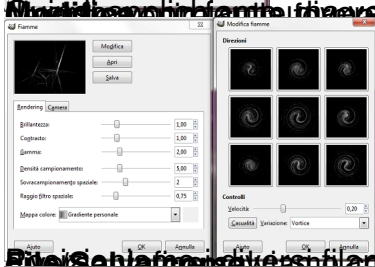 Fiamme
Modifica
Apri
Salva
Rendering Camera
Brillantezza: 1,00
Contrasto: 1,00
Gamma: 2,00
Densità campionamento: 5,00
Sovracampionamento spaziale: 2
Raggio filtro spaziale: 0,75
Mappa colore: Gradiente personale
Aiuto OK Annulla
Modifica fiamme
Direzioni
Controlli
Velocità: 0,20
Casualità Variazione: Vortice
Aiuto OK Annulla